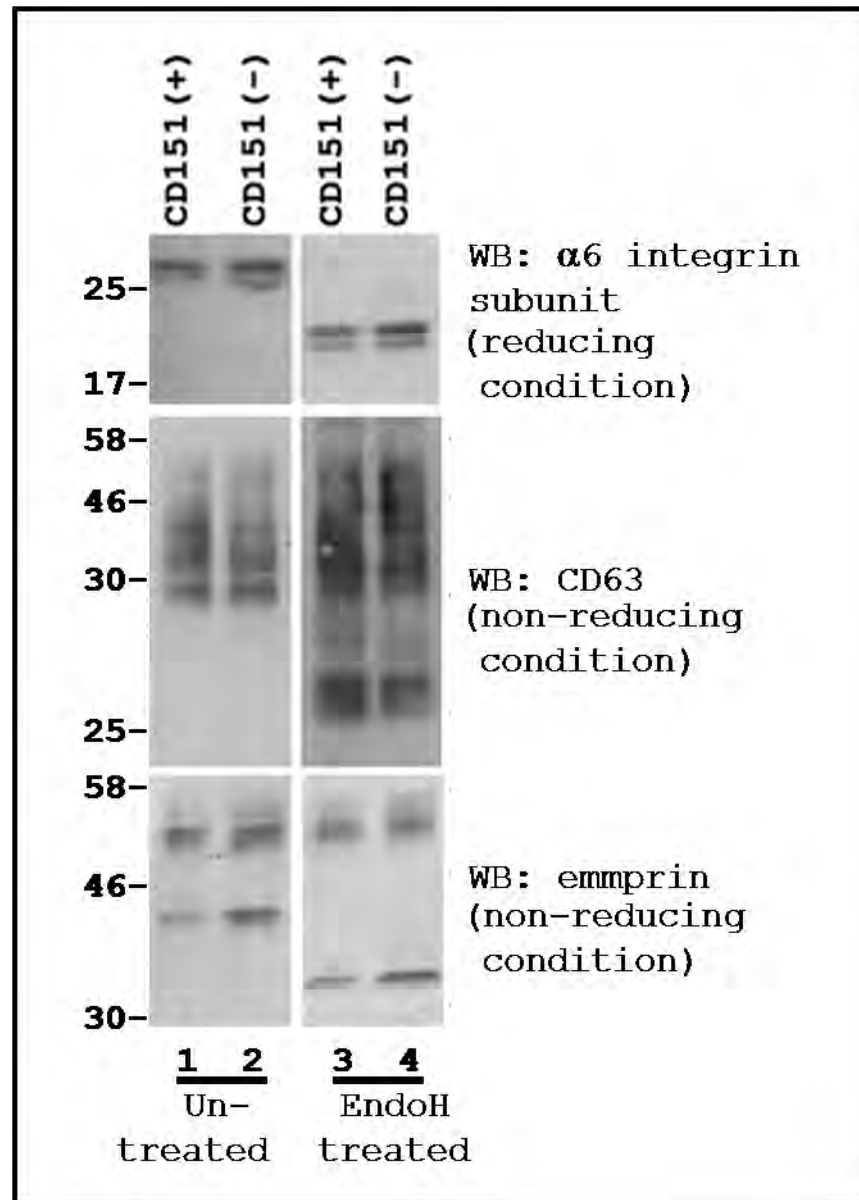 CD151(+)
CD151(-)
CD151(+)
CD151(-)
25-
17-
WB: α6 integrin
subunit
(reducing
condition)
58-
46-
30-
25-
WB: CD63
(non-reducing
condition)
58-
46-
30-
WB: emmprin
(non-reducing
condition)
1 2 3 4
Un- EndoH
treated treated